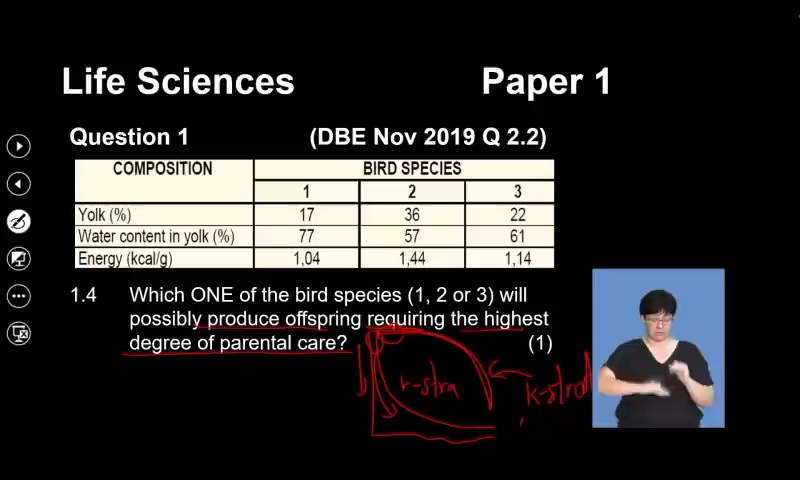 Life Sciences Paper 1
Question 1 (DBE Nov 2019 Q 2.2)
COMPOSITION BIRD SPECIES
1 2 3
Yolk (%) 17 36 22
Water content in yolk (%) 77 57 61
Energy (kcal/g) 1,04 1,44 1,14
1.4 Which ONE of the bird species (1, 2 or 3) will
possibly produce offspring requiring the highest
degree of parental care? (1)
r-stra
k-strat